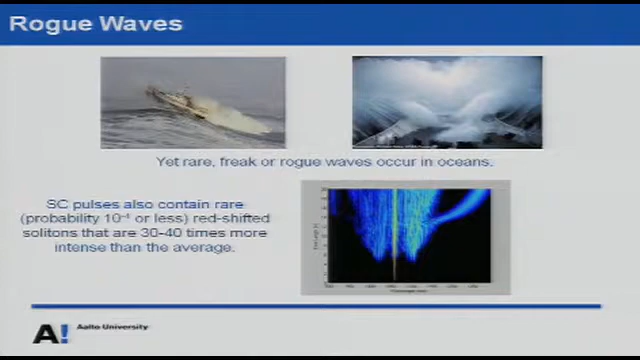 Rogue Waves
Yet rare, freak or rogue waves occur in oceans.
SC pulses also contain rare
(probability 10⁻⁴ or less) red-shifted
solitons that are 30-40 times more
intense than the average.
A!
Aalto University